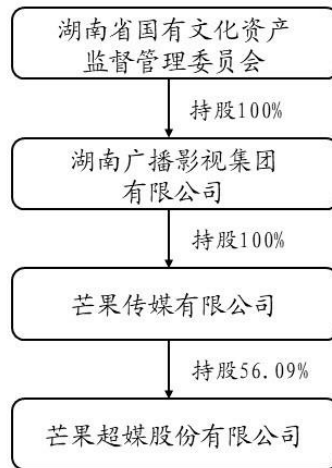 湖南省国有文化资产
监督管理委员会
持股100%
湖南广播影视集团
有限公司
持股100%
芒果传媒有限公司
持股56.09%
芒果超媒股份有限公司